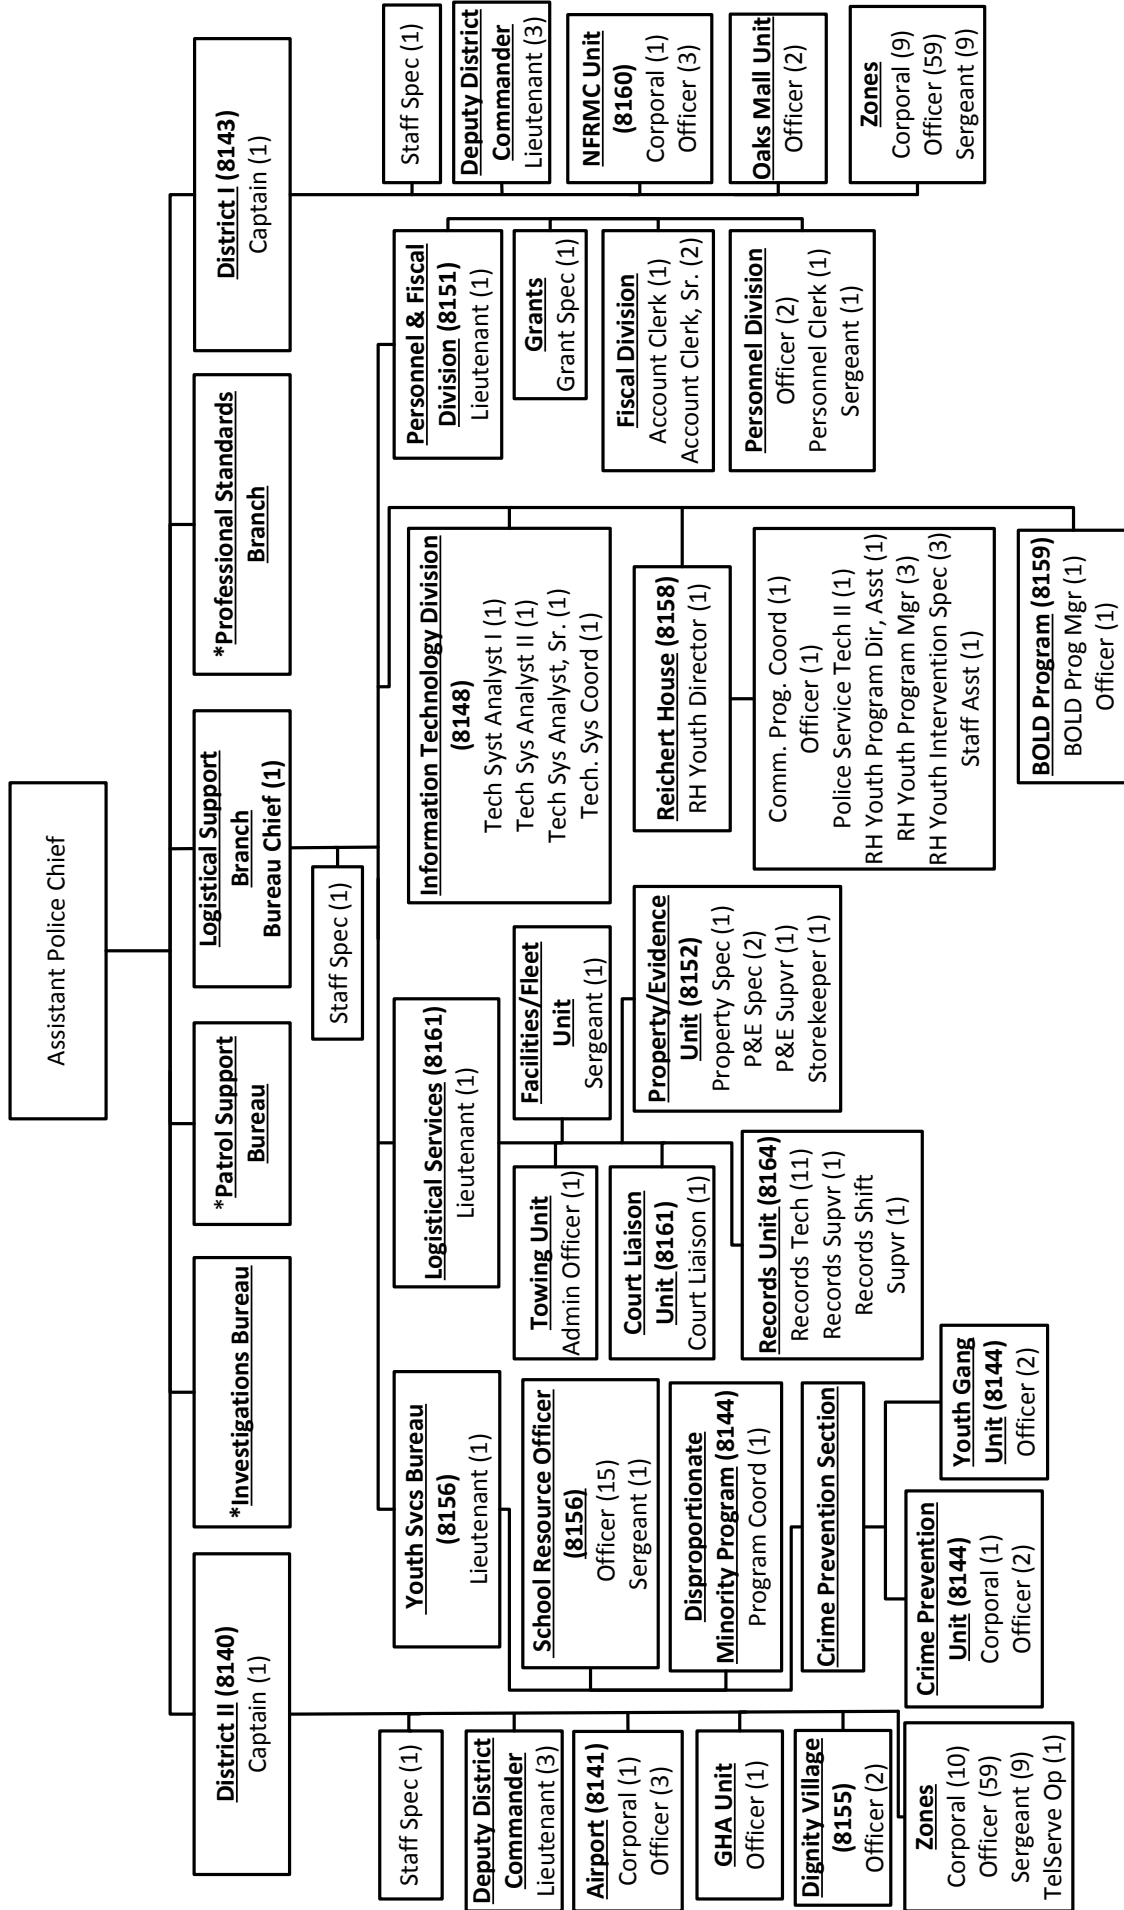 Assistant Police Chief
District II (8140)
Captain (1)
*Investigations Bureau
*Patrol Support
Bureau
Logistical Support
Branch
Bureau Chief (1)
*Professional Standards
Branch
District I (8143)
Captain (1)
Staff Spec (1)
Staff Spec (1)
Deputy District
Commander
Lieutenant (3)
Airport (8141)
Corporal (1)
Officer (3)
GHA Unit
Officer (1)
Dignity Village
(8155)
Officer (2)
Zones
Corporal (10)
Officer (59)
Sergeant (9)
TelServe Op (1)
Youth Svcs Bureau
(8156)
Lieutenant (1)
School Resource Officer
(8156)
Officer (15)
Sergeant (1)
Disproportionate
Minority Program (8144)
Program Coord (1)
Crime Prevention Section
Crime Prevention
Unit (8144)
Corporal (1)
Officer (2)
Youth Gang
Unit (8144)
Officer (2)
Logistical Services (8161)
Lieutenant (1)
Towing Unit
Admin Officer (1)
Facilities/Fleet
Unit
Sergeant (1)
Court Liaison
Unit (8161)
Court Liaison (1)
Property/Evidence
Unit (8152)
Property Spec (1)
P&E Spec (2)
P&E Supvr (1)
Storekeeper (1)
Records Unit (8164)
Records Tech (11)
Records Supvr (1)
Records Shift
Supvr (1)
Information Technology Division
(8148)
Tech Syst Analyst I (1)
Tech Sys Analyst II (1)
Tech Sys Analyst, Sr. (1)
Tech. Sys Coord (1)
Reichert House (8158)
RH Youth Director (1)
Comm. Prog. Coord (1)
Officer (1)
Police Service Tech II (1)
RH Youth Program Dir, Asst (1)
RH Youth Program Mgr (3)
RH Youth Intervention Spec (3)
Staff Asst (1)
BOLD Program (8159)
BOLD Prog Mgr (1)
Officer (1)
Personnel & Fiscal
Division (8151)
Lieutenant (1)
Grants
Grant Spec (1)
Fiscal Division
Account Clerk (1)
Account Clerk, Sr. (2)
Personnel Division
Officer (2)
Personnel Clerk (1)
Sergeant (1)
Staff Spec (1)
Deputy District
Commander
Lieutenant (3)
NFRMC Unit
(8160)
Corporal (1)
Officer (3)
Oaks Mall Unit
Officer (2)
Zones
Corporal (9)
Officer (59)
Sergeant (9)